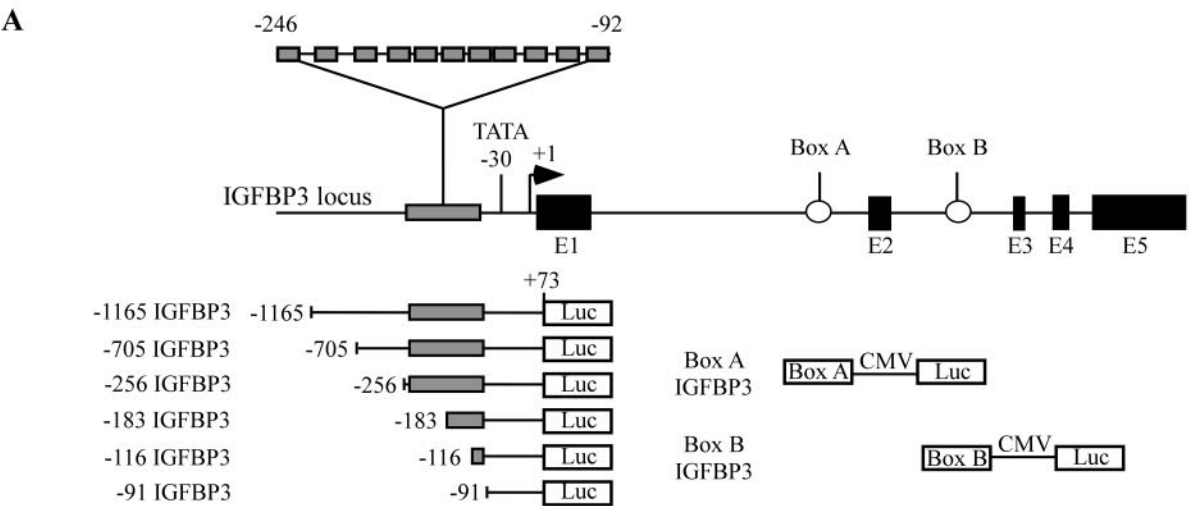 A
-246 -92
TATA
-30 +1
Box A Box B
IGFBP3 locus
E1 E2 E3 E4 E5
+73
-1165 IGFBP3 -1165 Luc
-705 IGFBP3 -705 Luc
-256 IGFBP3 -256 Luc
-183 IGFBP3 -183 Luc
-116 IGFBP3 -116 Luc
-91 IGFBP3 -91 Luc
Box A
IGFBP3
Box A CMV Luc
Box B
IGFBP3
Box B CMV Luc